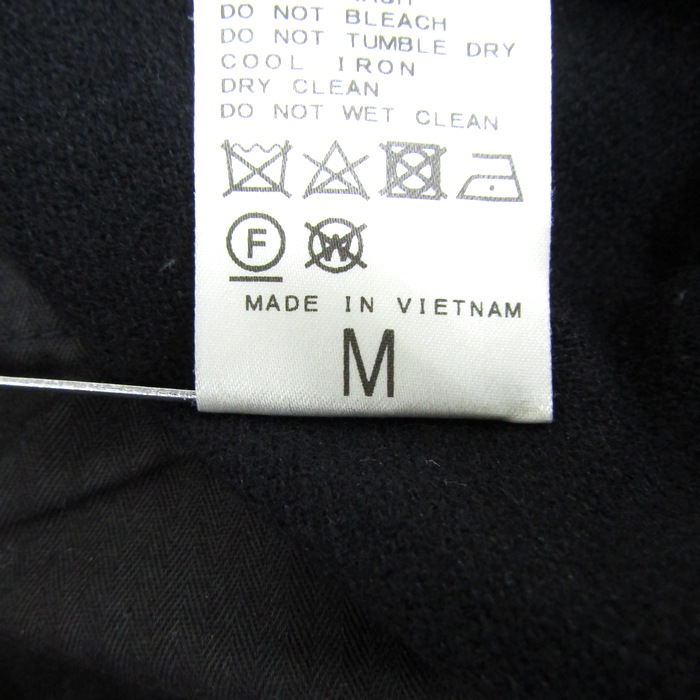 DO NOT BLEACH
DO NOT TUMBLE DRY
COOL IRON
DRY CLEAN
DO NOT WET CLEAN
F W
MADE IN VIETNAM
M